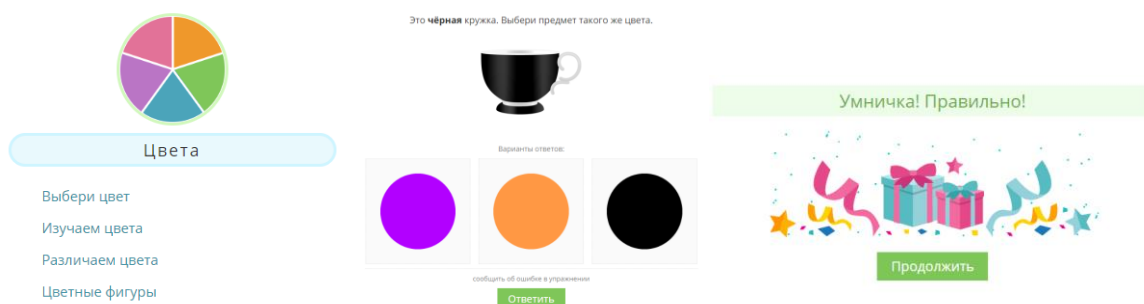 Цвета
Выбери цвет
Изучаем цвета
Различаем цвета
Цветные фигуры
Это чёрная кружка. Выбери предмет такого же цвета.
Варианты ответов:
сообщить об ошибке в упражнении
Ответить
Умничка! Правильно!
Продолжить